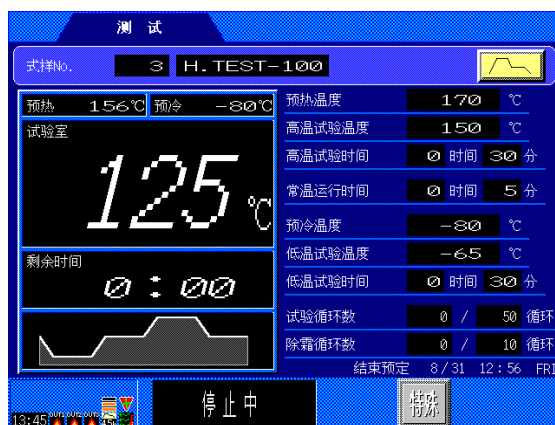 测 试
式样No. 3 H.TEST-100
预热 156℃ 预冷 -80℃
试验室
125℃
剩余时间
0:00
预热温度 170 ℃
高温试验温度 150 ℃
高温试验时间 0 时间 30 分
常温运行时间 0 时间 5 分
预冷温度 -80 ℃
低温试验温度 -65 ℃
低温试验时间 0 时间 30 分
试验循环数 0 / 50 循环
除霜循环数 0 / 10 循环
结束预定 8/31 12:56 FRI
13:45 OUT1 OUT2 OUT3
停止中
特殊